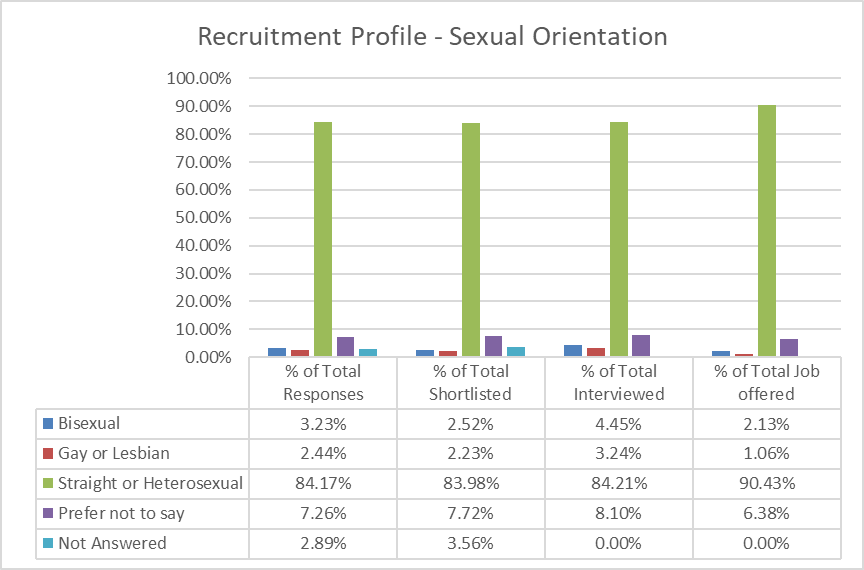 Recruitment Profile - Sexual Orientation
100.00%
90.00%
80.00%
70.00%
60.00%
50.00%
40.00%
30.00%
20.00%
10.00%
0.00%
% of Total Responses % of Total Shortlisted % of Total Interviewed % of Total Job offered
Bisexual 3.23% 2.52% 4.45% 2.13%
Gay or Lesbian 2.44% 2.23% 3.24% 1.06%
Straight or Heterosexual 84.17% 83.98% 84.21% 90.43%
Prefer not to say 7.26% 7.72% 8.10% 6.38%
Not Answered 2.89% 3.56% 0.00% 0.00%